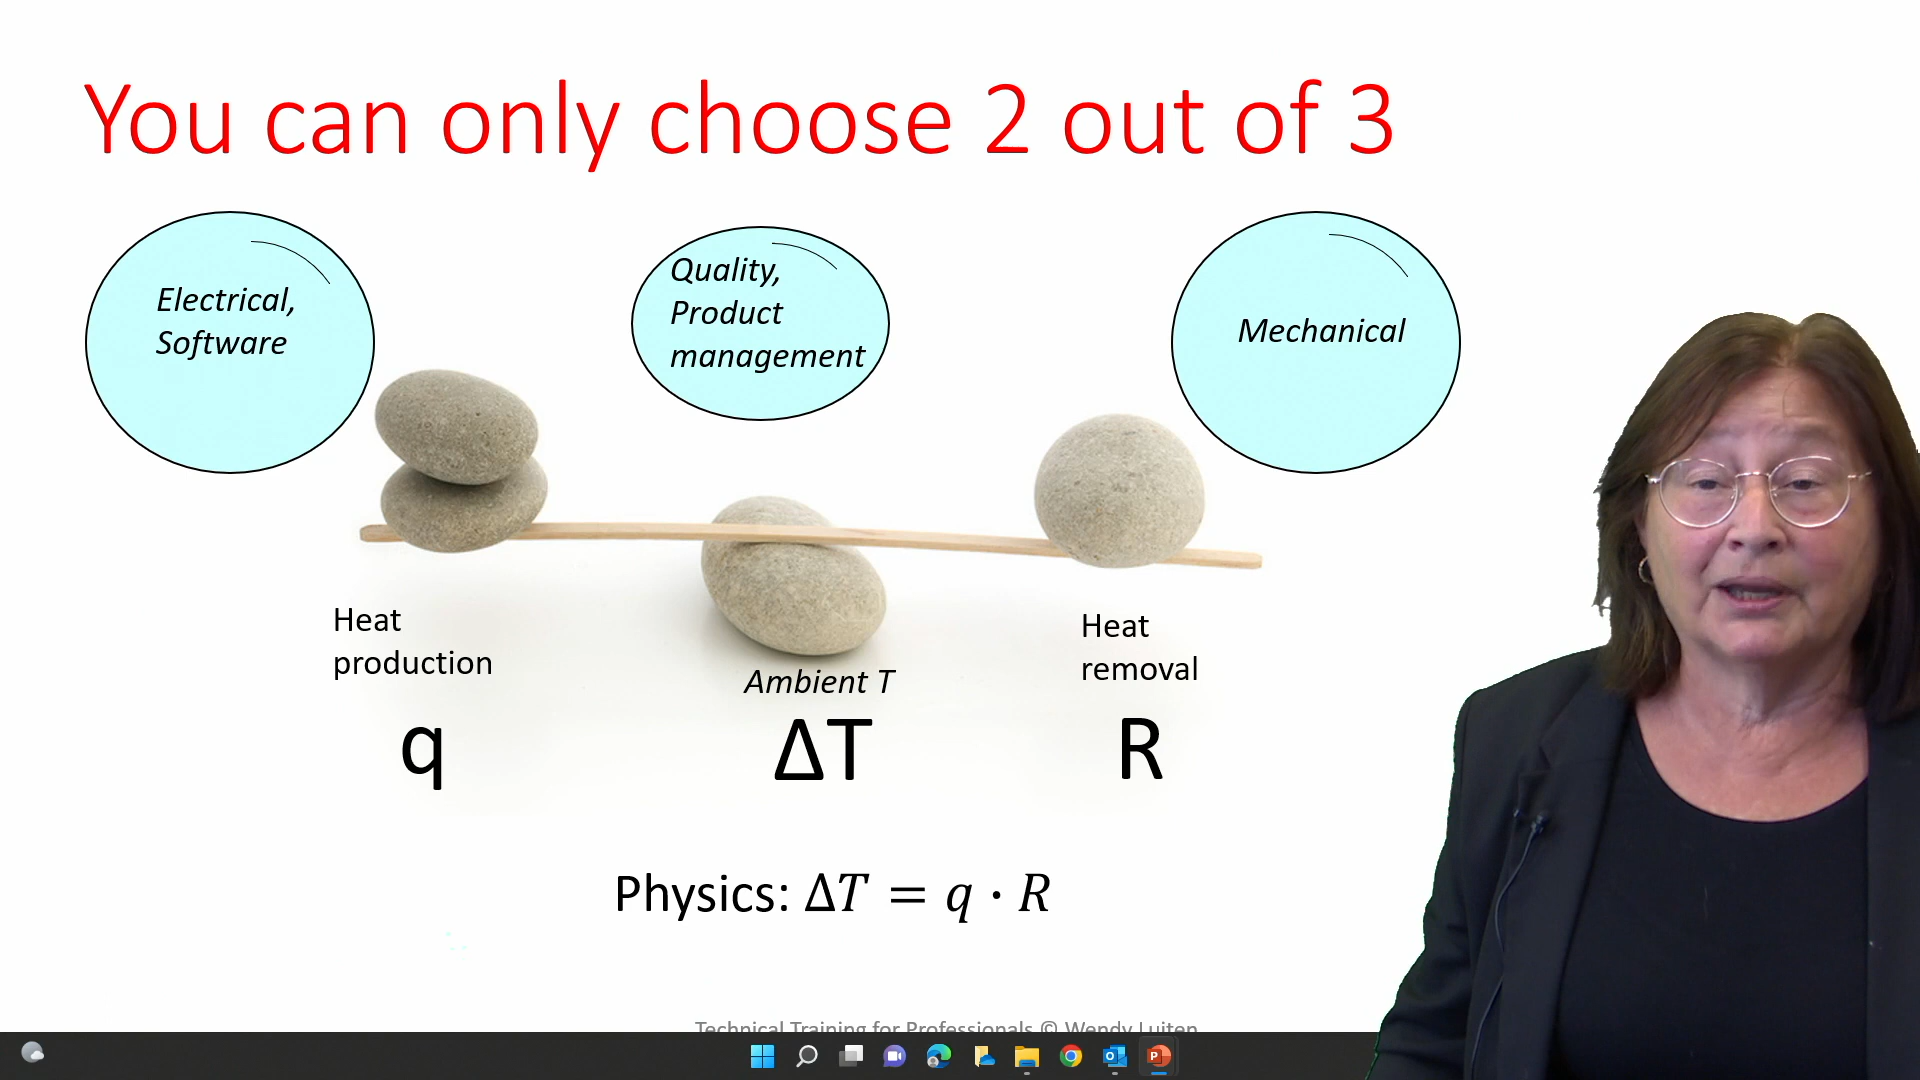 You can only choose 2 out of 3
Electrical,
Software
Quality,
Product
management
Mechanical
Heat
production
Ambient T
Heat
removal
q
ΔT
R
Physics: ΔT = q · R
Technical Training for Professionals © Wendy Luiten